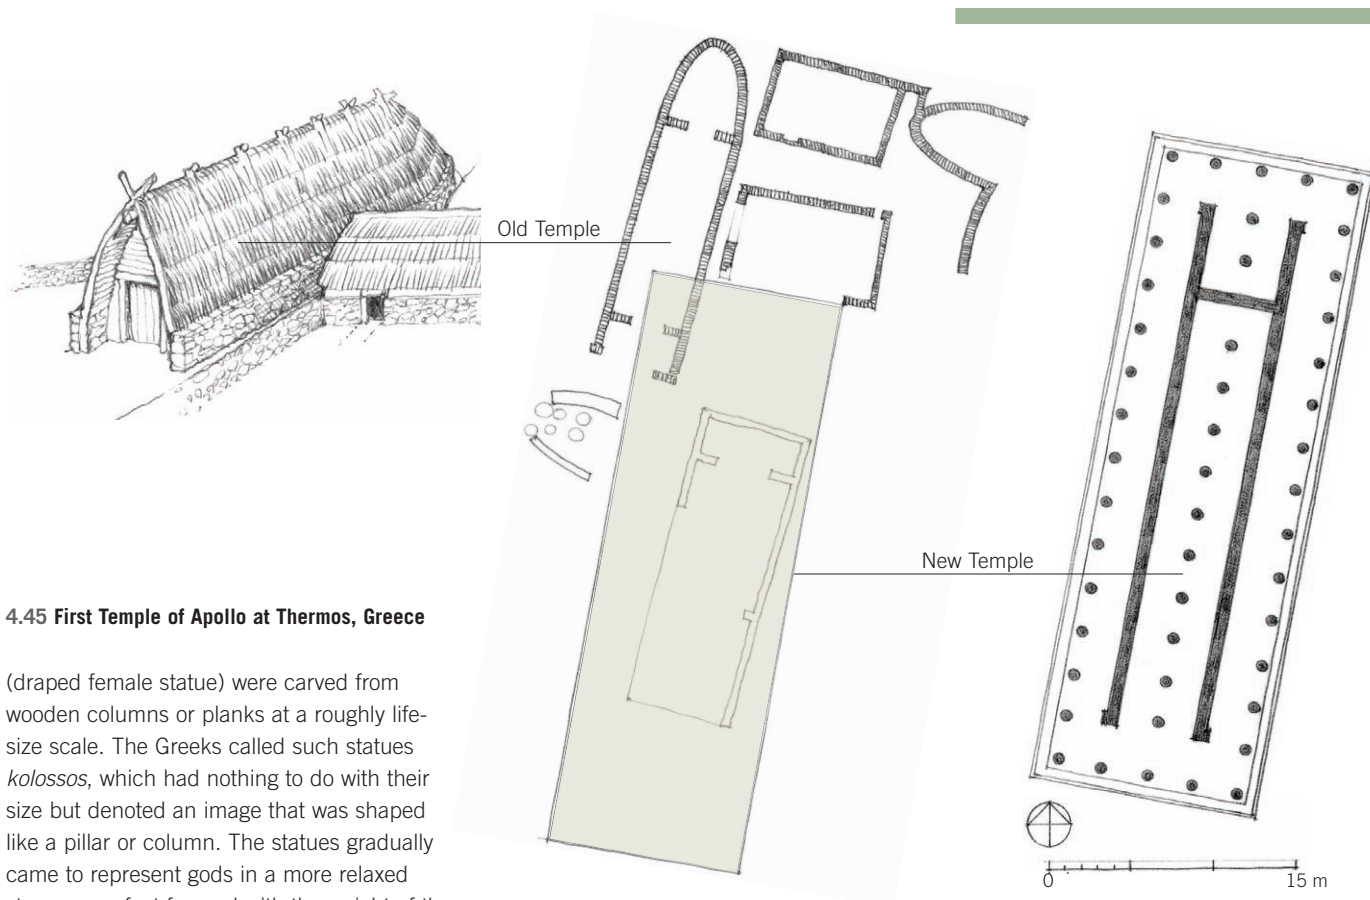 Old Temple
New Temple
4.45 First Temple of Apollo at Thermos, Greece
(draped female statue) were carved from
wooden columns or planks at a roughly life-
size scale. The Greeks called such statues
kolossos, which had nothing to do with their
size but denoted an image that was shaped
like a pillar or column. The statues gradually
came to represent gods in a more relaxed
0 15 m